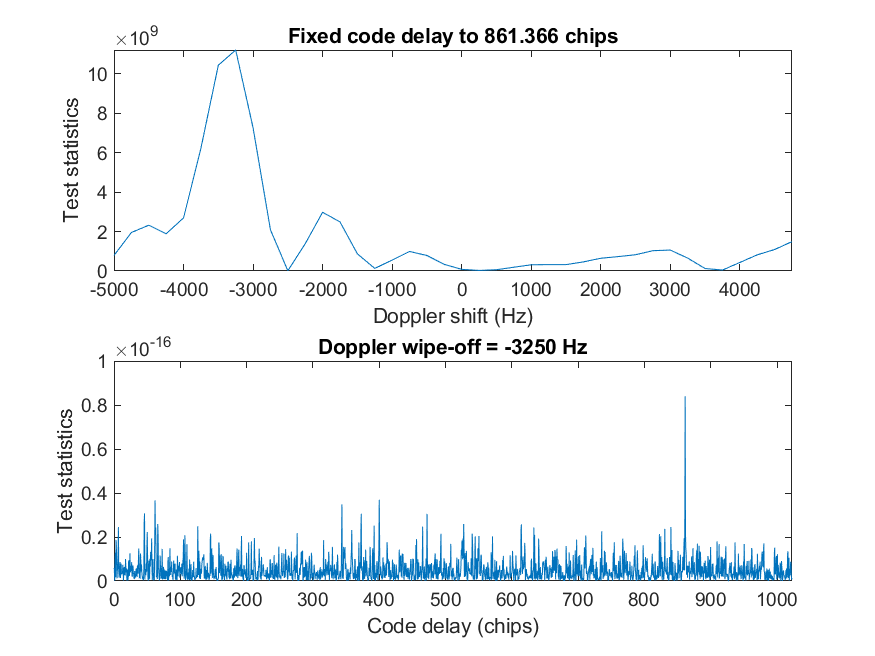 ×10^9
Fixed code delay to 861.366 chips
Test statistics
10
8
6
4
2
0
-5000 -4000 -3000 -2000 -1000 0 1000 2000 3000 4000
Doppler shift (Hz)
×10^-16
Doppler wipe-off = -3250 Hz
Test statistics
1
0.8
0.6
0.4
0.2
0
0 100 200 300 400 500 600 700 800 900 1000
Code delay (chips)